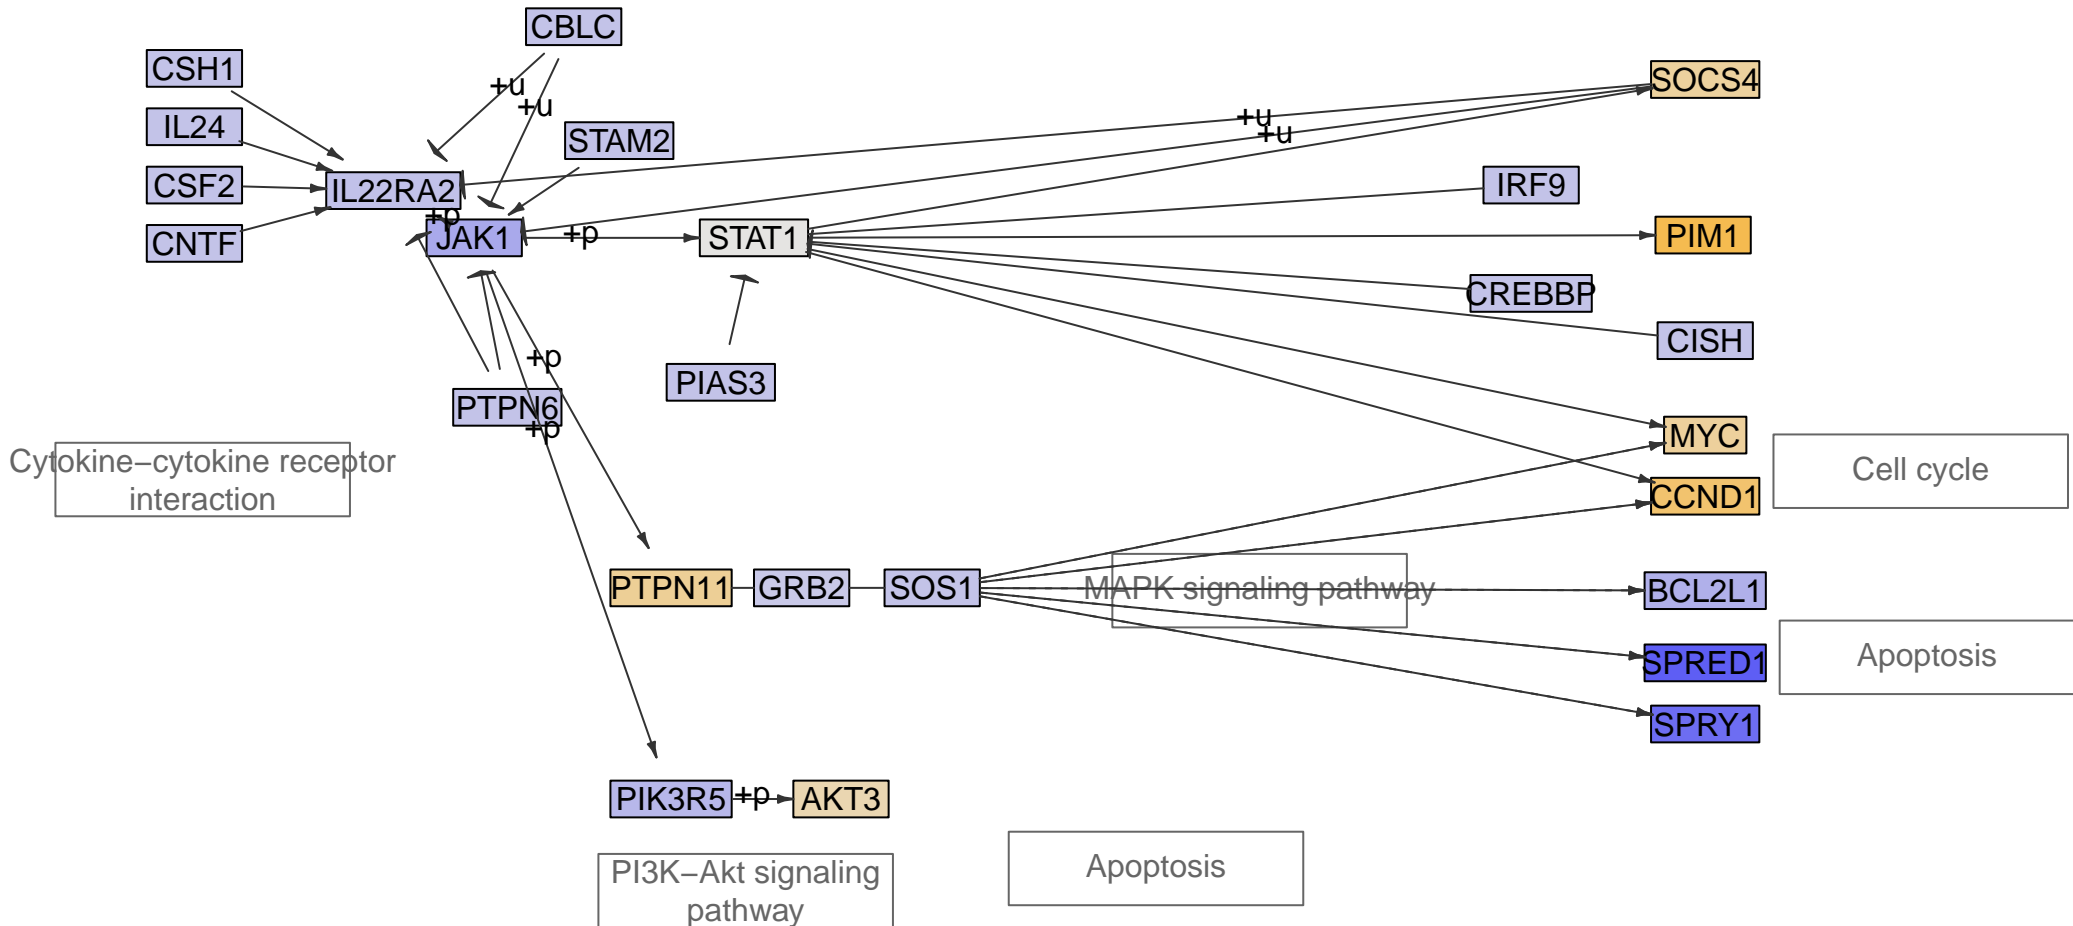 CBLC
CSH1
SOCS4
+u
+u
+u
IL24
+u
STAM2
CSF2
IL22RA2
IRF9
+p
CNTF
JAK1
+p
STAT1
PIM1
CREBBP
CISH
+p
PIAS3
PTPN6
+p
MYC
Cytokine–cytokine receptor
interaction
Cell cycle
CCND1
PTPN11
GRB2
SOS1
MAPK signaling pathway
BCL2L1
SPRED1
Apoptosis
SPRY1
PIK3R5
+p
AKT3
PI3K–Akt signaling
pathway
Apoptosis